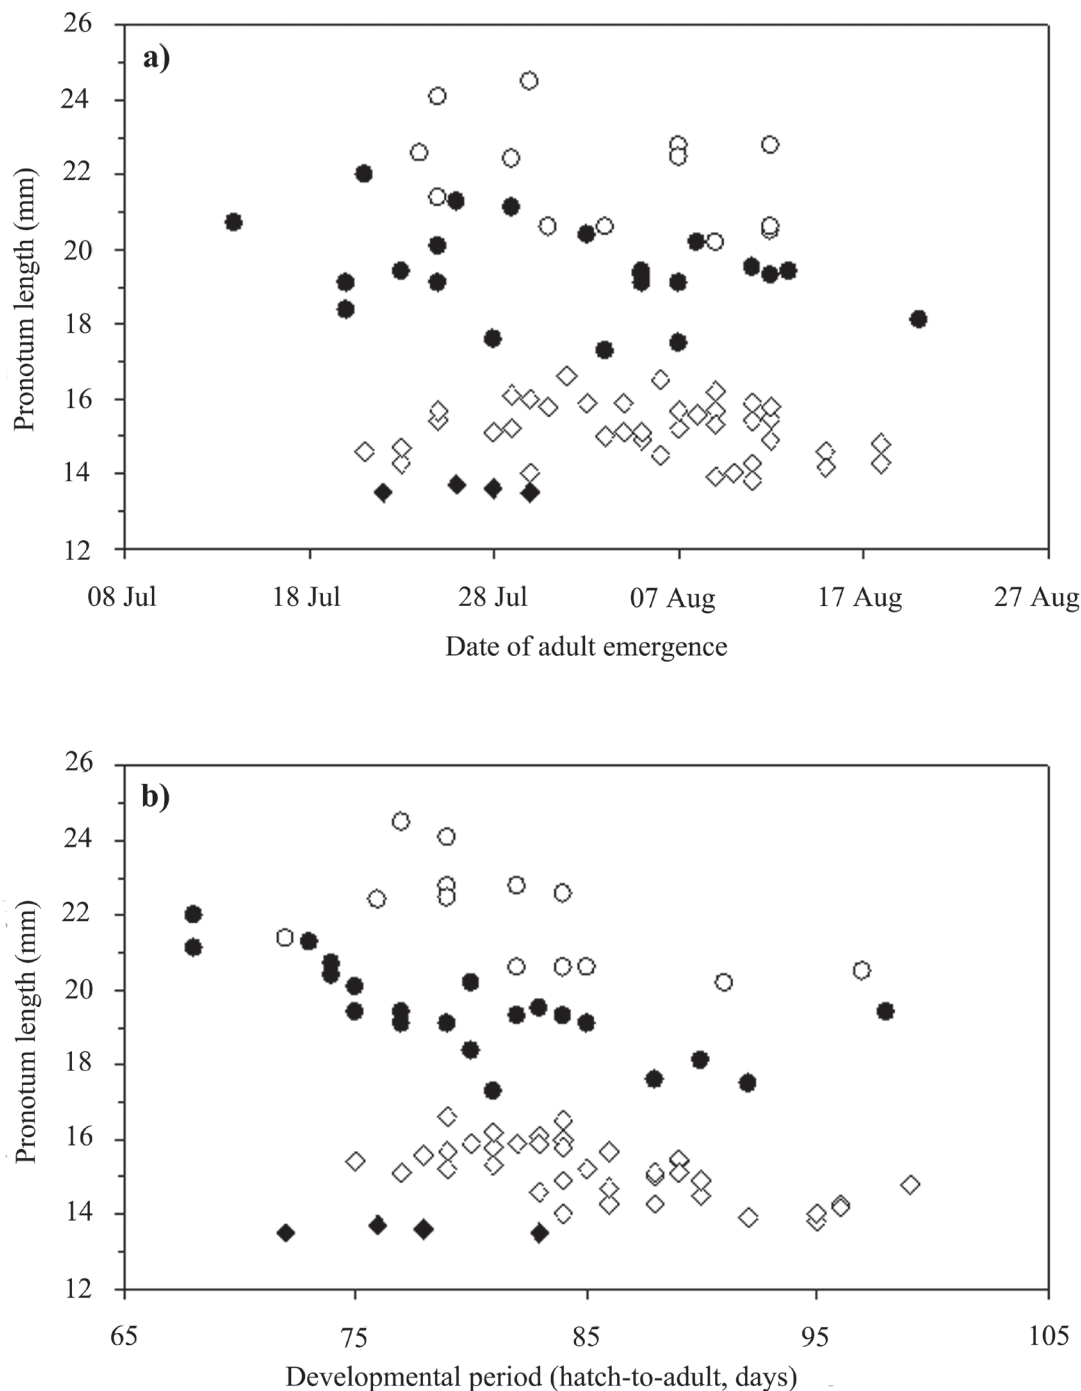 26
a)
24
22
20
18
16
14
12
Pronotum length (mm)
08 Jul 18 Jul 28 Jul 07 Aug 17 Aug 27 Aug
Date of adult emergence
26
b)
24
22
20
18
16
14
12
Pronotum length (mm)
65 75 85 95 105
Developmental period (hatch-to-adult, days)